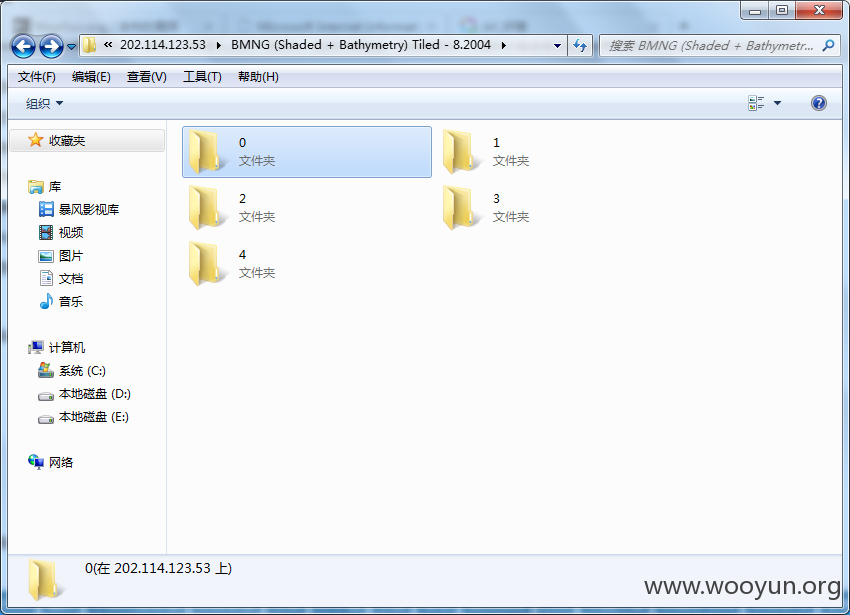 « 202.114.123.53 ▸ BMNG (Shaded + Bathymetry) Tiled - 8.2004 ▸
搜索 BMNG (Shaded + Bathymetr...
文件(F) 编辑(E) 查看(V) 工具(T) 帮助(H)
组织
收藏夹
库
暴风影视库
视频
图片
文档
音乐
计算机
系统 (C:)
本地磁盘 (D:)
本地磁盘 (E:)
网络
0
文件夹
1
文件夹
2
文件夹
3
文件夹
4
文件夹
0(在 202.114.123.53 上)
www.wooyun.org